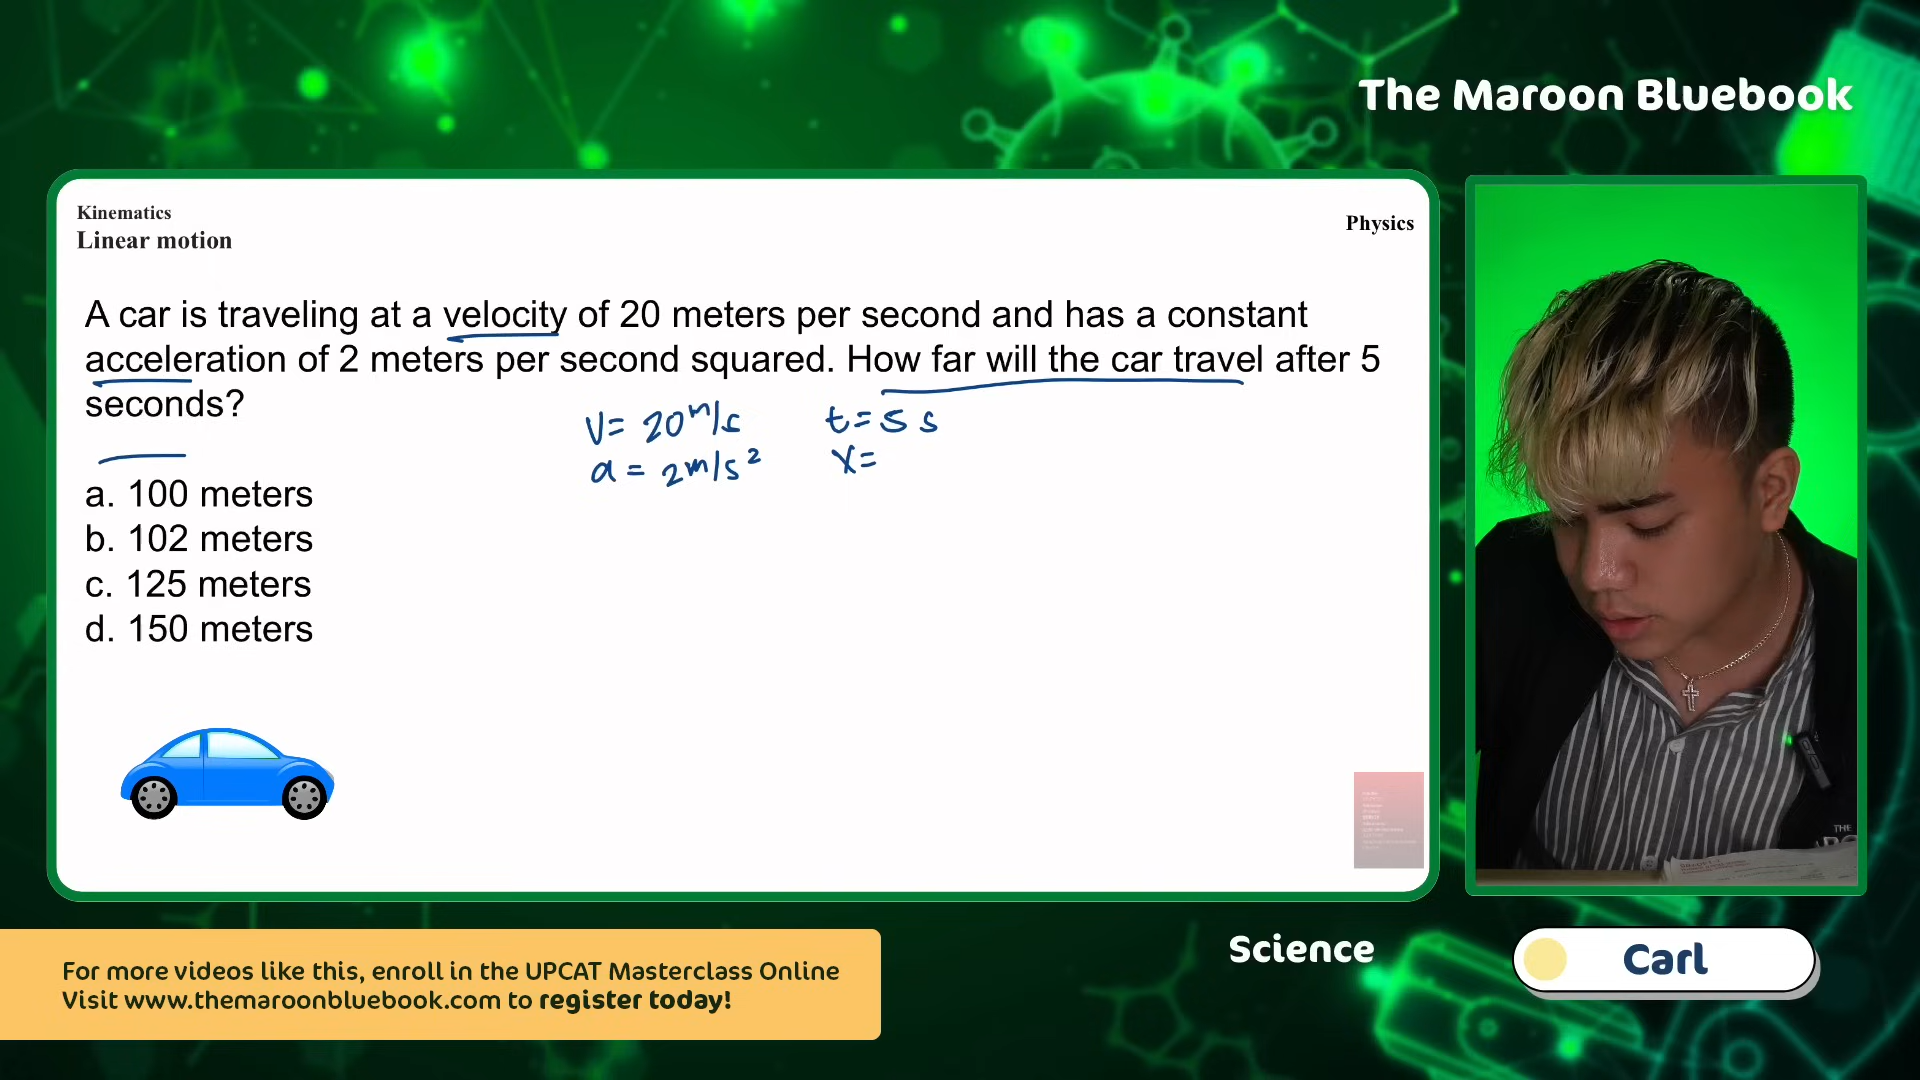 The Maroon Bluebook
Kinematics
Linear motion
Physics
A car is traveling at a velocity of 20 meters per second and has a constant
acceleration of 2 meters per second squared. How far will the car travel after 5
seconds?
V= 20 m/s
t= 5 s
a = 2 m/s²
x=
a. 100 meters
b. 102 meters
c. 125 meters
d. 150 meters
THE
Science
Carl
For more videos like this, enroll in the UPCAT Masterclass Online
Visit www.themaroonbluebook.com to register today!